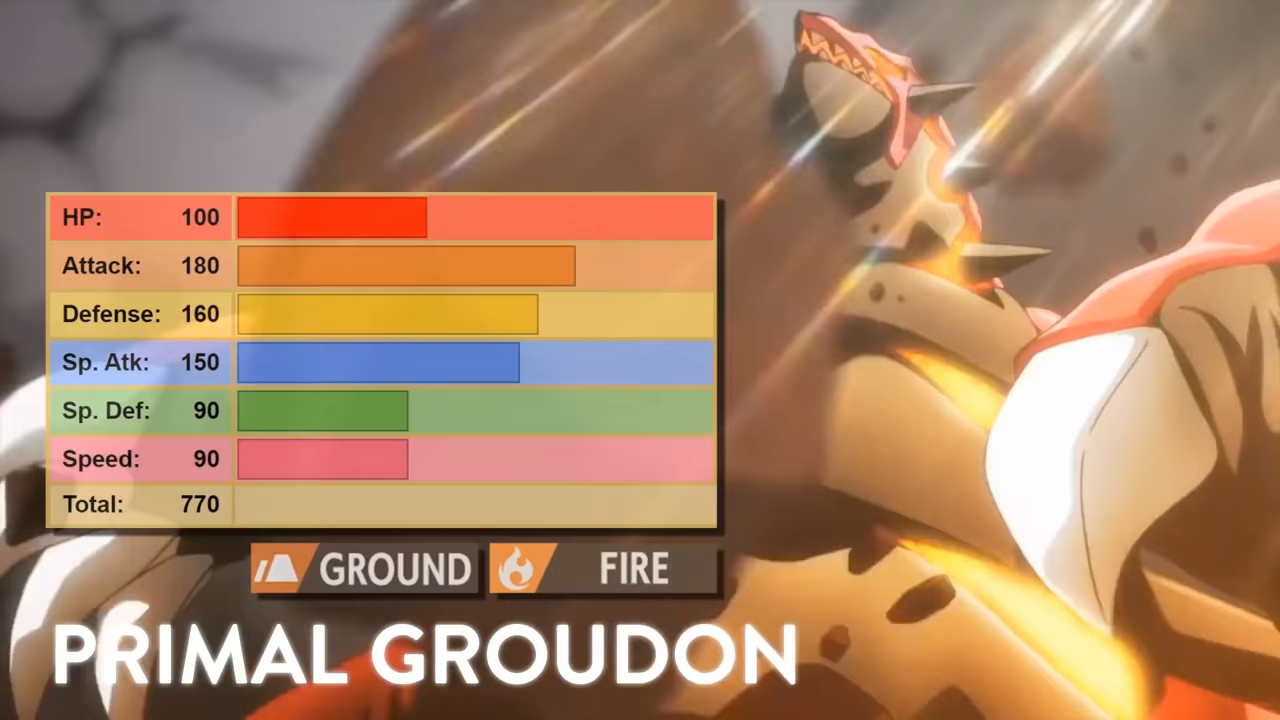 HP: 100
Attack: 180
Defense: 160
Sp. Atk: 150
Sp. Def: 90
Speed: 90
Total: 770
GROUND FIRE
PRIMAL GROUDON